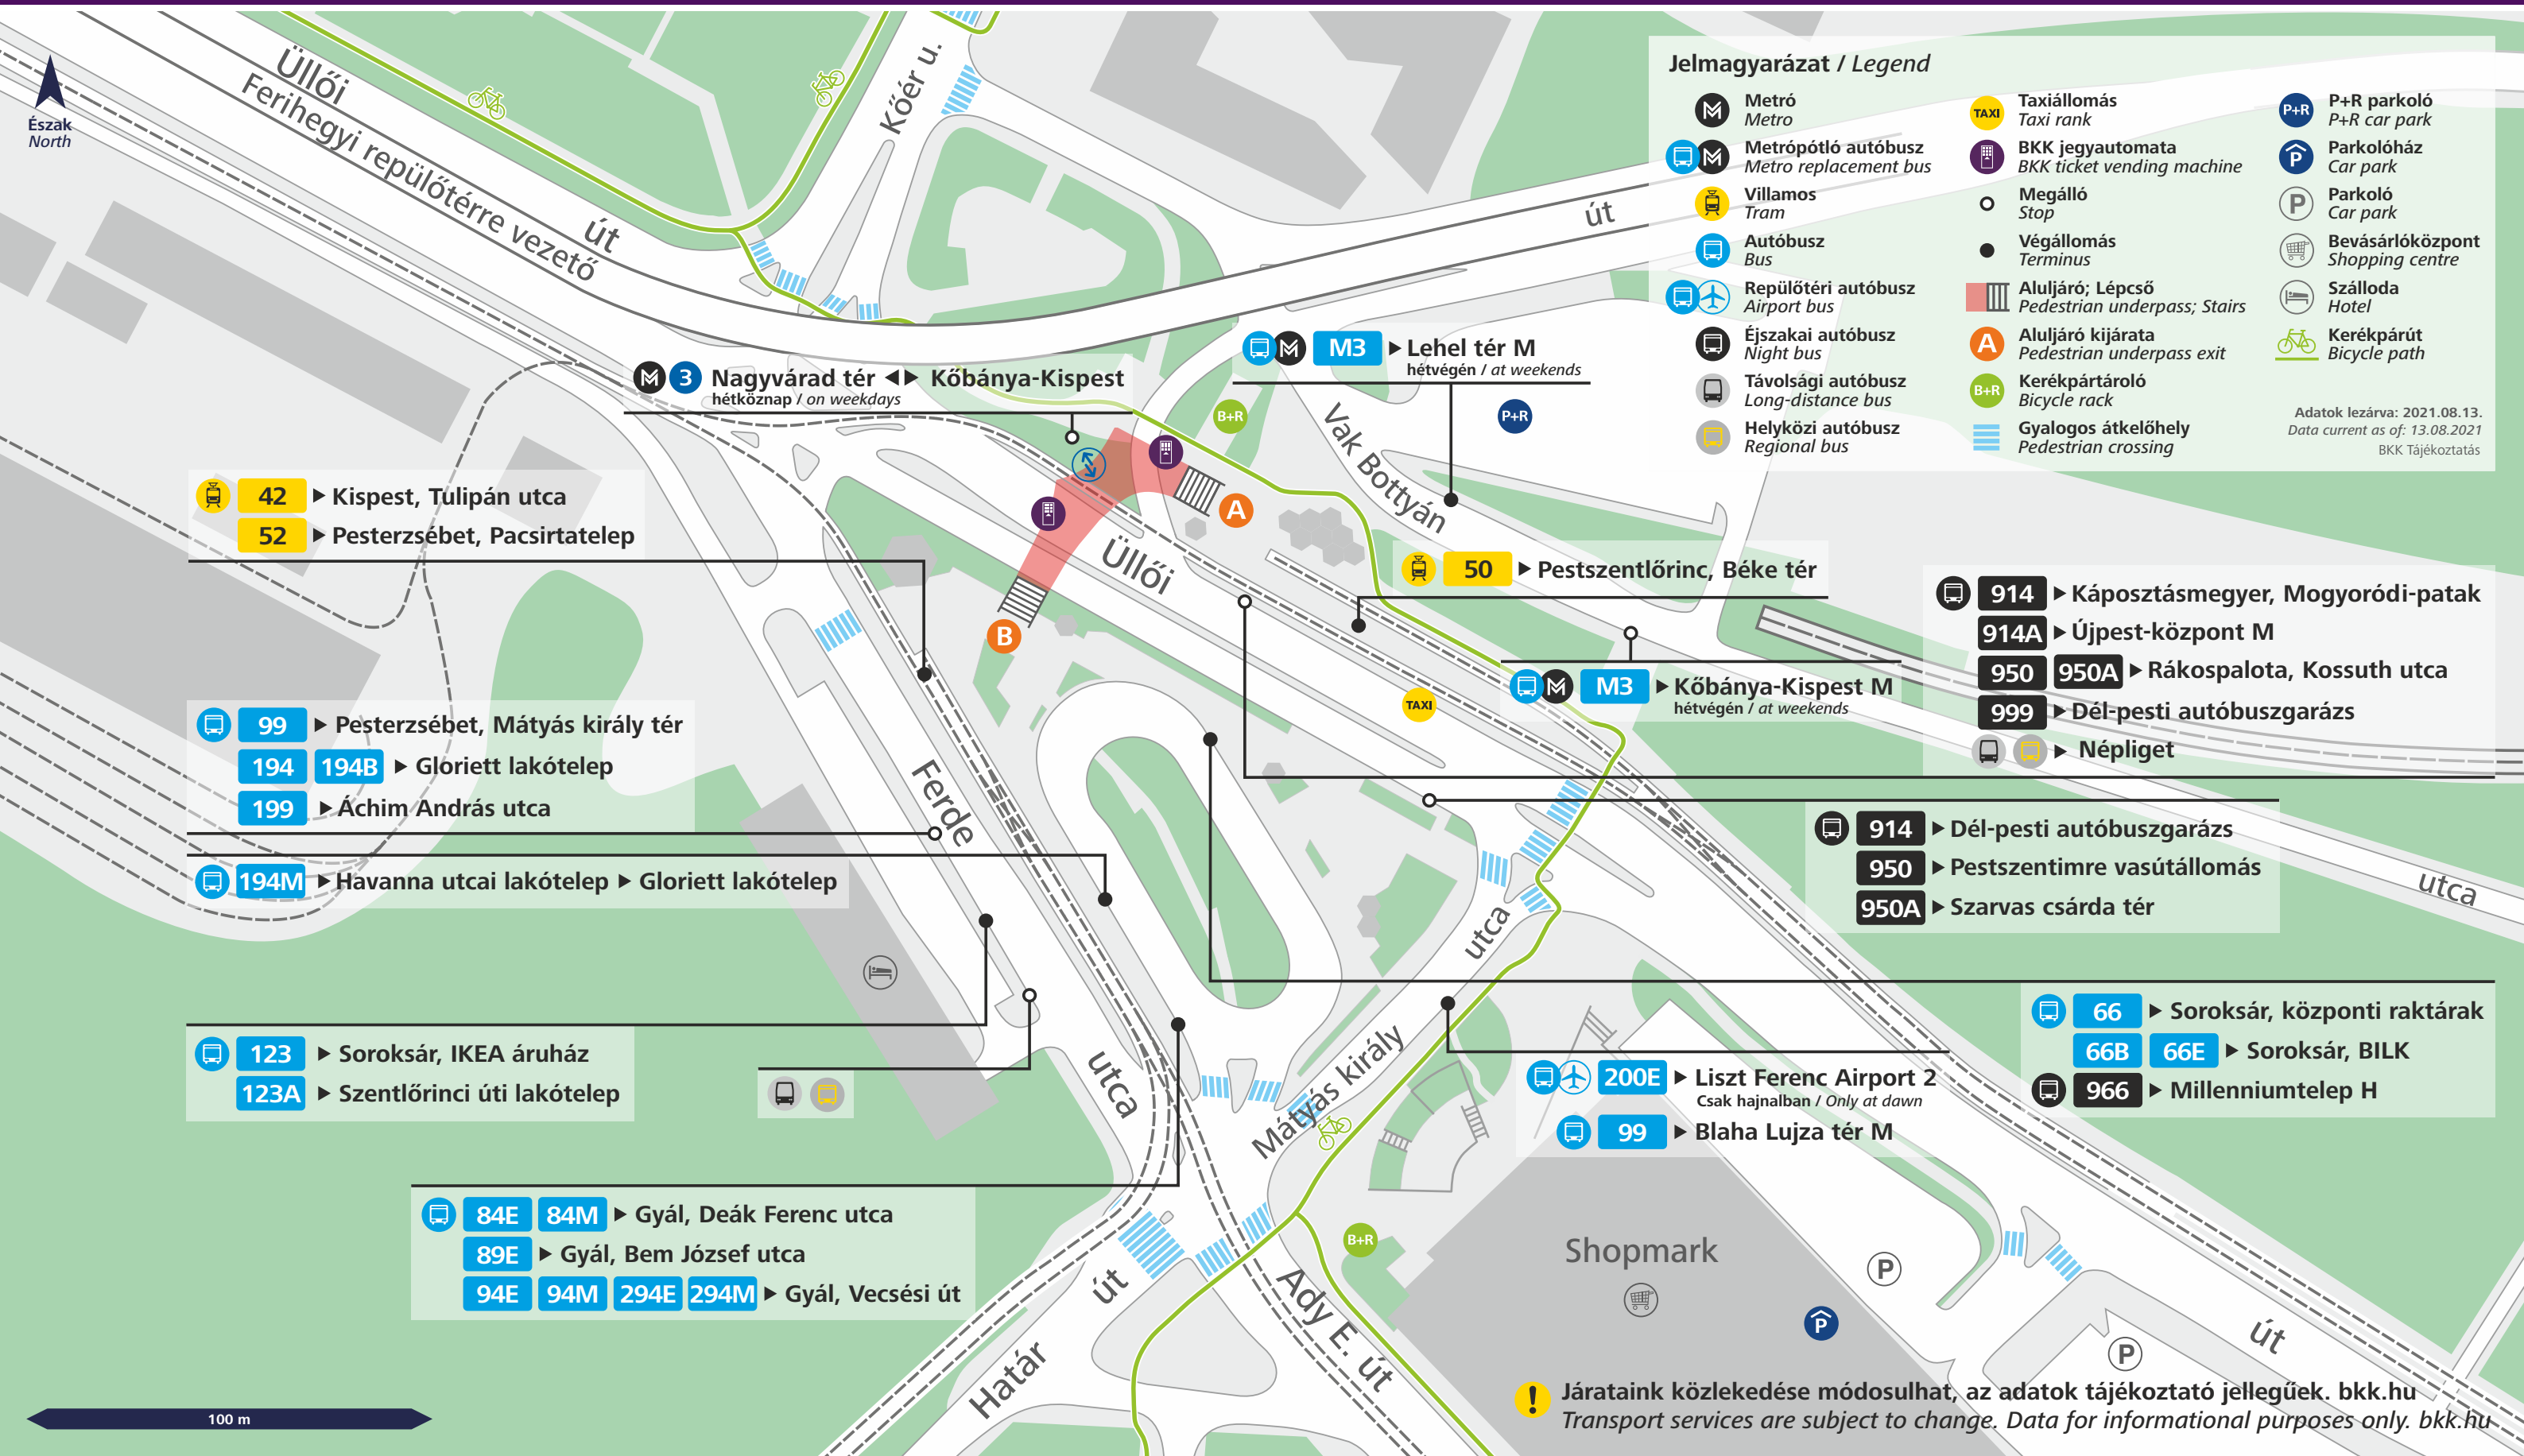 Üllői
út
Ferihegyi repülőtérre vezető
Kőér u.
út
Észak
North
Jelmagyarázat / Legend
M
Metró
Metro
M
Metrópótló autóbusz
Metro replacement bus
Villamos
Tram
Autóbusz
Bus
Repülőtéri autóbusz
Airport bus
Éjszakai autóbusz
Night bus
Távolsági autóbusz
Long-distance bus
Helyközi autóbusz
Regional bus
TAXI
Taxiállomás
Taxi rank
BKK jegyautomata
BKK ticket vending machine
Megálló
Stop
Végállomás
Terminus
Aluljáró; Lépcső
Pedestrian underpass; Stairs
A
Aluljáró kijárata
Pedestrian underpass exit
B+R
Kerékpártároló
Bicycle rack
Gyalogos átkelőhely
Pedestrian crossing
P+R
P+R parkoló
P+R car park
P
Parkolóház
Car park
P
Parkoló
Car park
Bevásárlóközpont
Shopping centre
Szálloda
Hotel
Kerékpárút
Bicycle path
Adatok lezárva: 2021.08.13.
Data current as of: 13.08.2021
BKK Tájékoztatás
M 3 Nagyvárad tér ◀▶ Kőbánya-Kispest
hétköznap / on weekdays
M M3 ▶ Lehel tér M
hétvégén / at weekends
B+R
P+R
Vak Bottyán
A
B
Üllői
42 ▶ Kispest, Tulipán utca
52 ▶ Pesterzsébet, Pacsirtatelep
50 ▶ Pestszentlőrinc, Béke tér
914 ▶ Káposztásmegyer, Mogyoródi-patak
914A ▶ Újpest-központ M
950 950A ▶ Rákospalota, Kossuth utca
999 ▶ Dél-pesti autóbuszgarázs
▶ Népliget
TAXI
M M3 ▶ Kőbánya-Kispest M
hétvégén / at weekends
99 ▶ Pesterzsébet, Mátyás király tér
194 194B ▶ Gloriett lakótelep
199 ▶ Áchim András utca
Ferde
utca
194M ▶ Havanna utcai lakótelep ▶ Gloriett lakótelep
914 ▶ Dél-pesti autóbuszgarázs
950 ▶ Pestszentimre vasútállomás
950A ▶ Szarvas csárda tér
utca
Mátyás király
utca
123 ▶ Soroksár, IKEA áruház
123A ▶ Szentlőrinci úti lakótelep
66 ▶ Soroksár, központi raktárak
66B 66E ▶ Soroksár, BILK
966 ▶ Millenniumtelep H
200E ▶ Liszt Ferenc Airport 2
Csak hajnalban / Only at dawn
99 ▶ Blaha Lujza tér M
84E 84M ▶ Gyál, Deák Ferenc utca
89E ▶ Gyál, Bem József utca
94E 94M 294E 294M ▶ Gyál, Vecsési út
B+R
Shopmark
P
P
P
Határ
út
Ady E. út
út
100 m
! Járataink közlekedése módosulhat, az adatok tájékoztató jellegűek. bkk.hu
Transport services are subject to change. Data for informational purposes only. bkk.hu